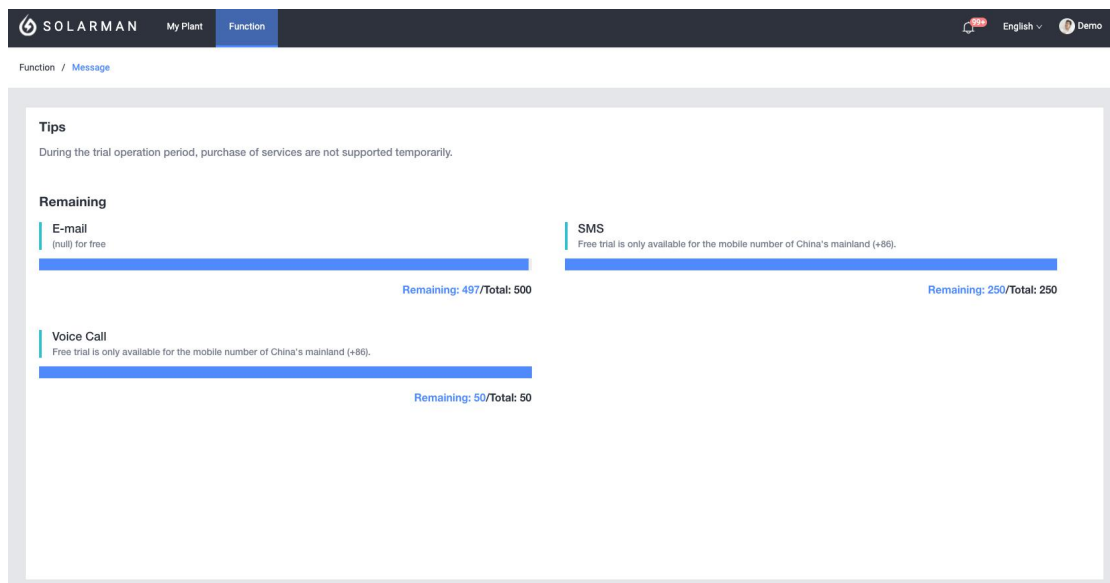 SOLARMAN My Plant Function 99+ English Demo
Function / Message
Tips
During the trial operation period, purchase of services are not supported temporarily.
Remaining
E-mail
(null) for free
Remaining: 497/Total: 500
SMS
Free trial is only available for the mobile number of China's mainland (+86).
Remaining: 250/Total: 250
Voice Call
Free trial is only available for the mobile number of China's mainland (+86).
Remaining: 50/Total: 50